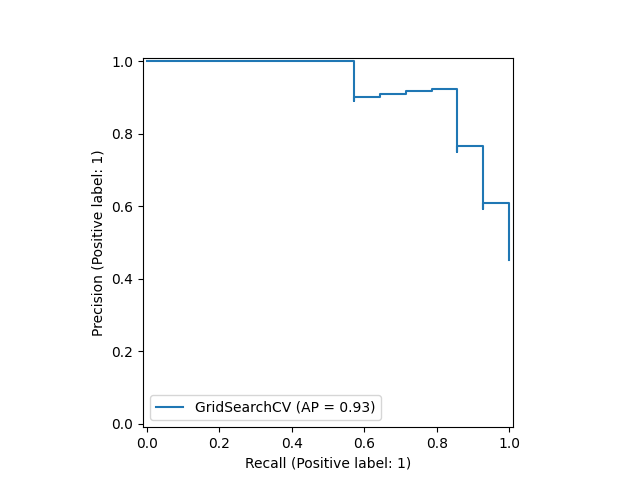 1.0
0.8
0.6
0.4
0.2
0.0
Precision (Positive label: 1)
GridSearchCV (AP = 0.93)
0.0 0.2 0.4 0.6 0.8 1.0
Recall (Positive label: 1)